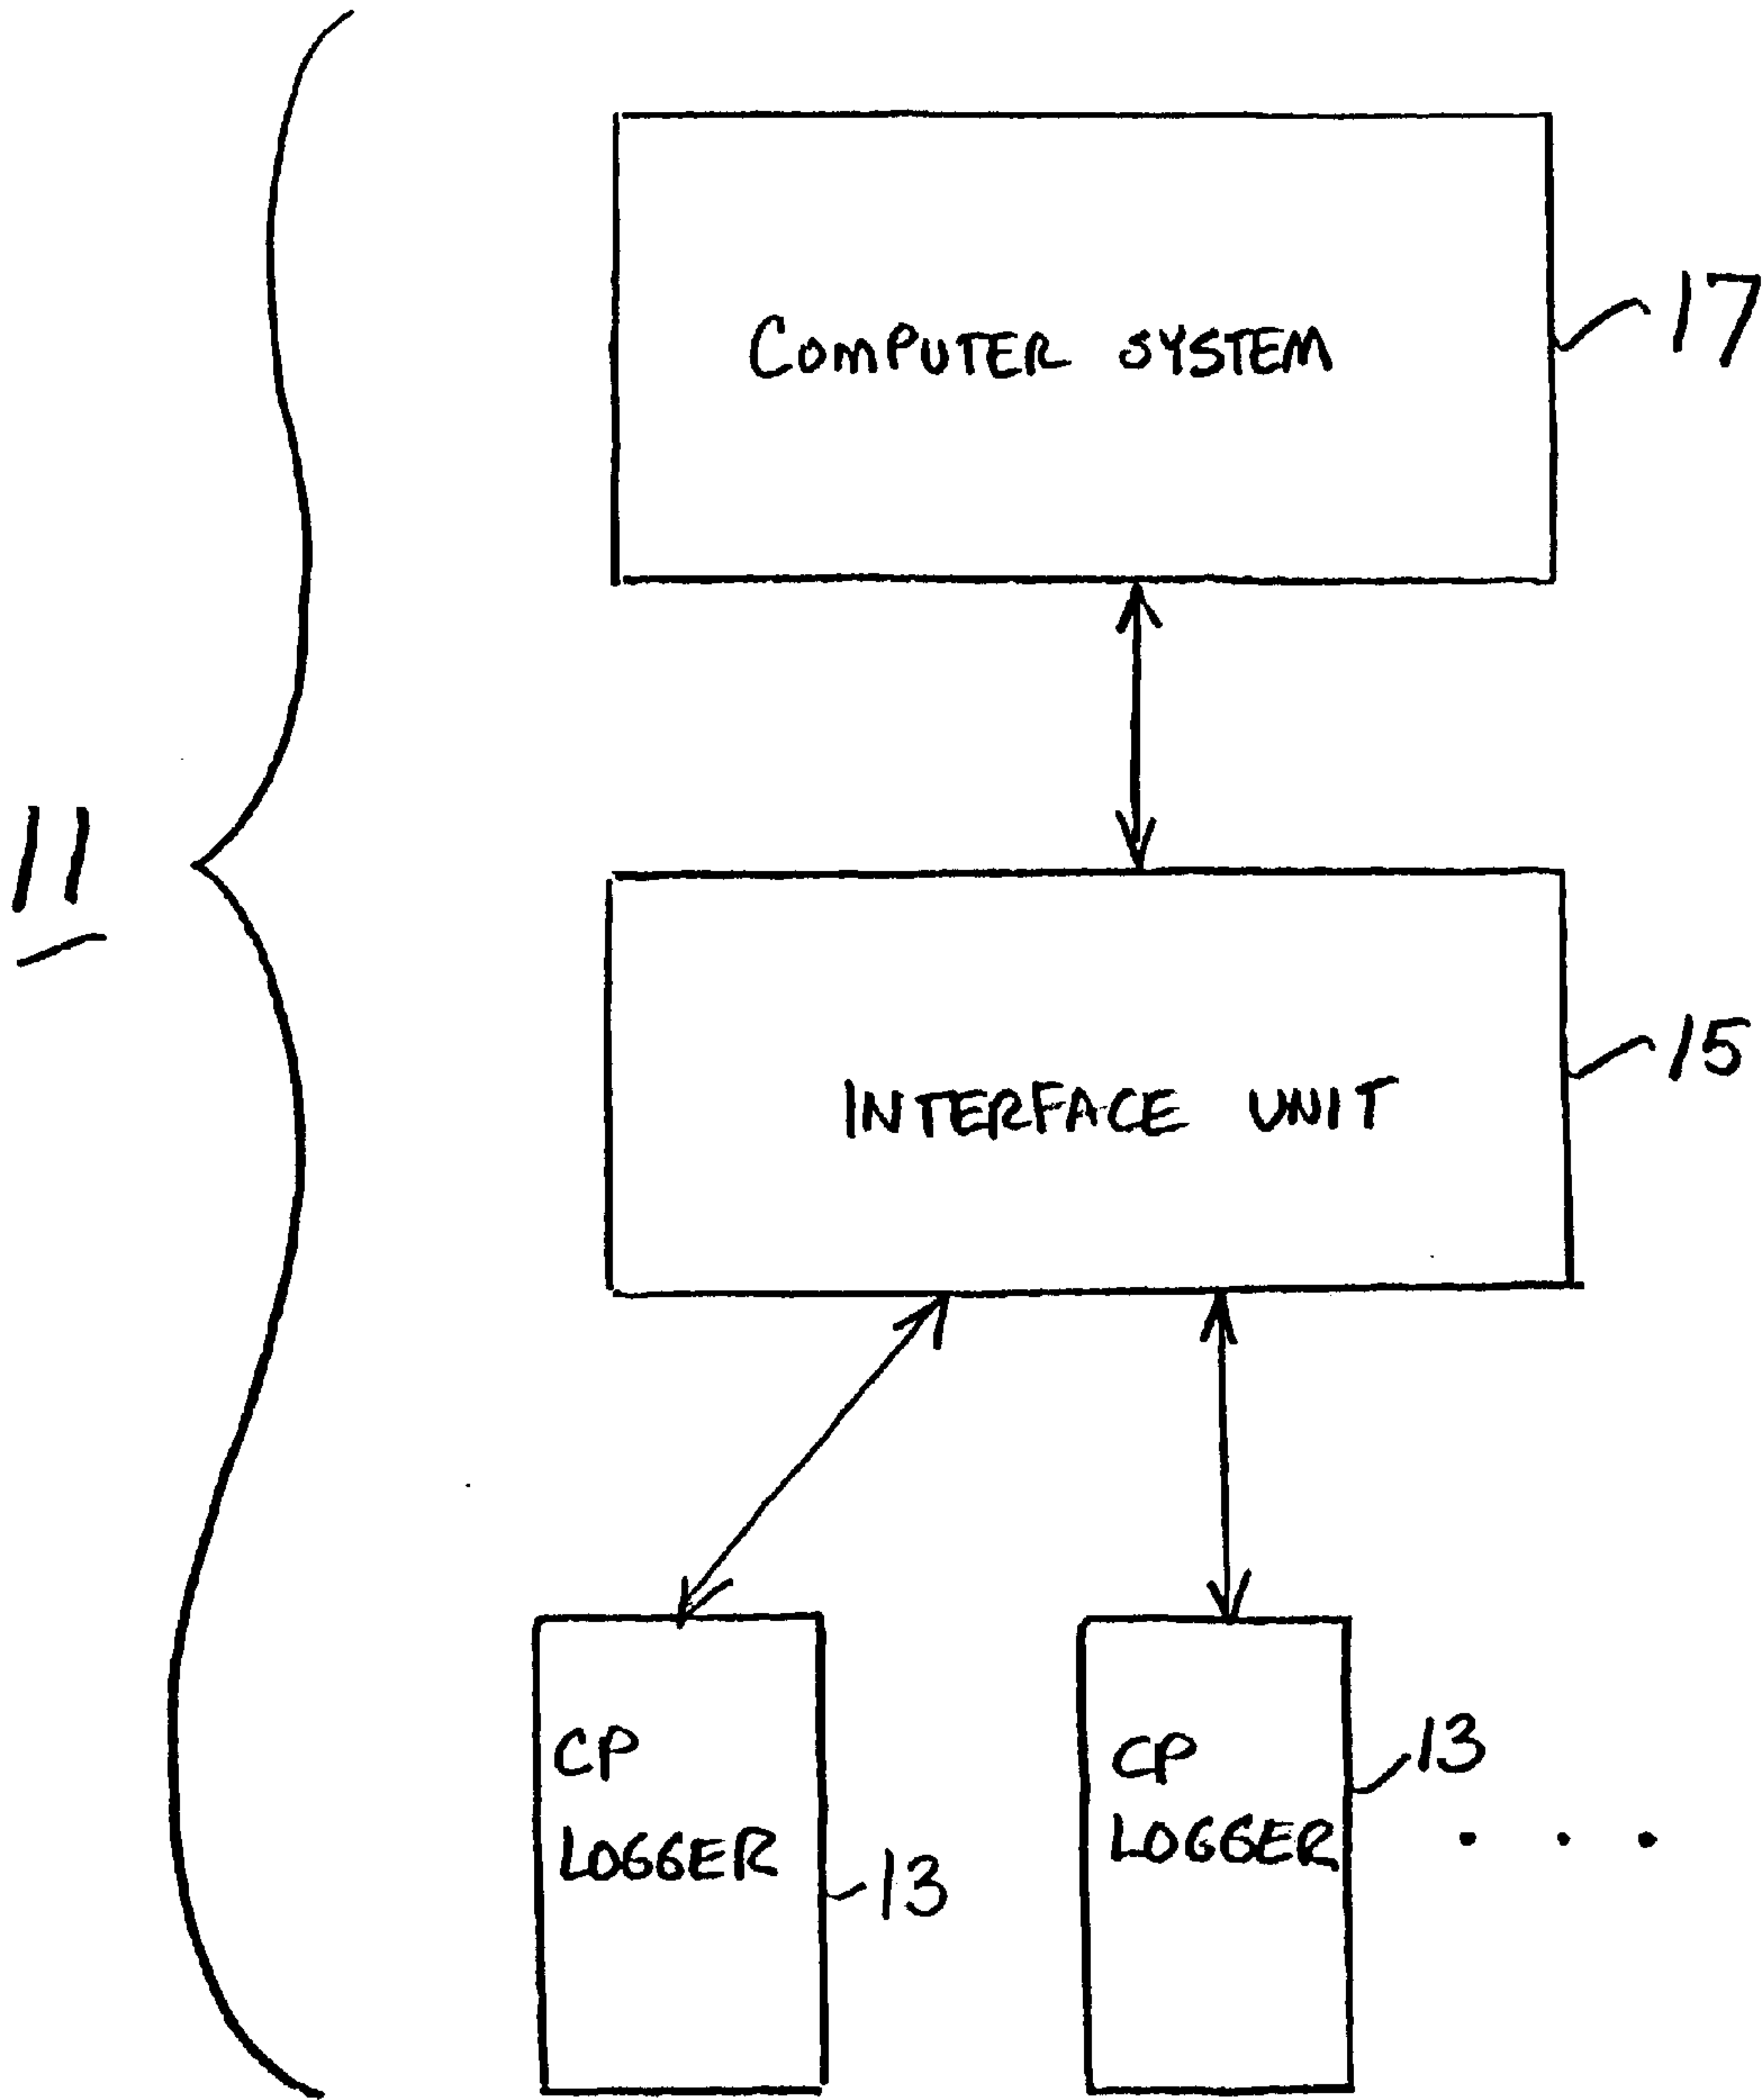 COMPUTER SYSTEM
17
11
INTERFACE UNIT
15
CP
LOGGER
13
CP
LOGGER
13
. . .